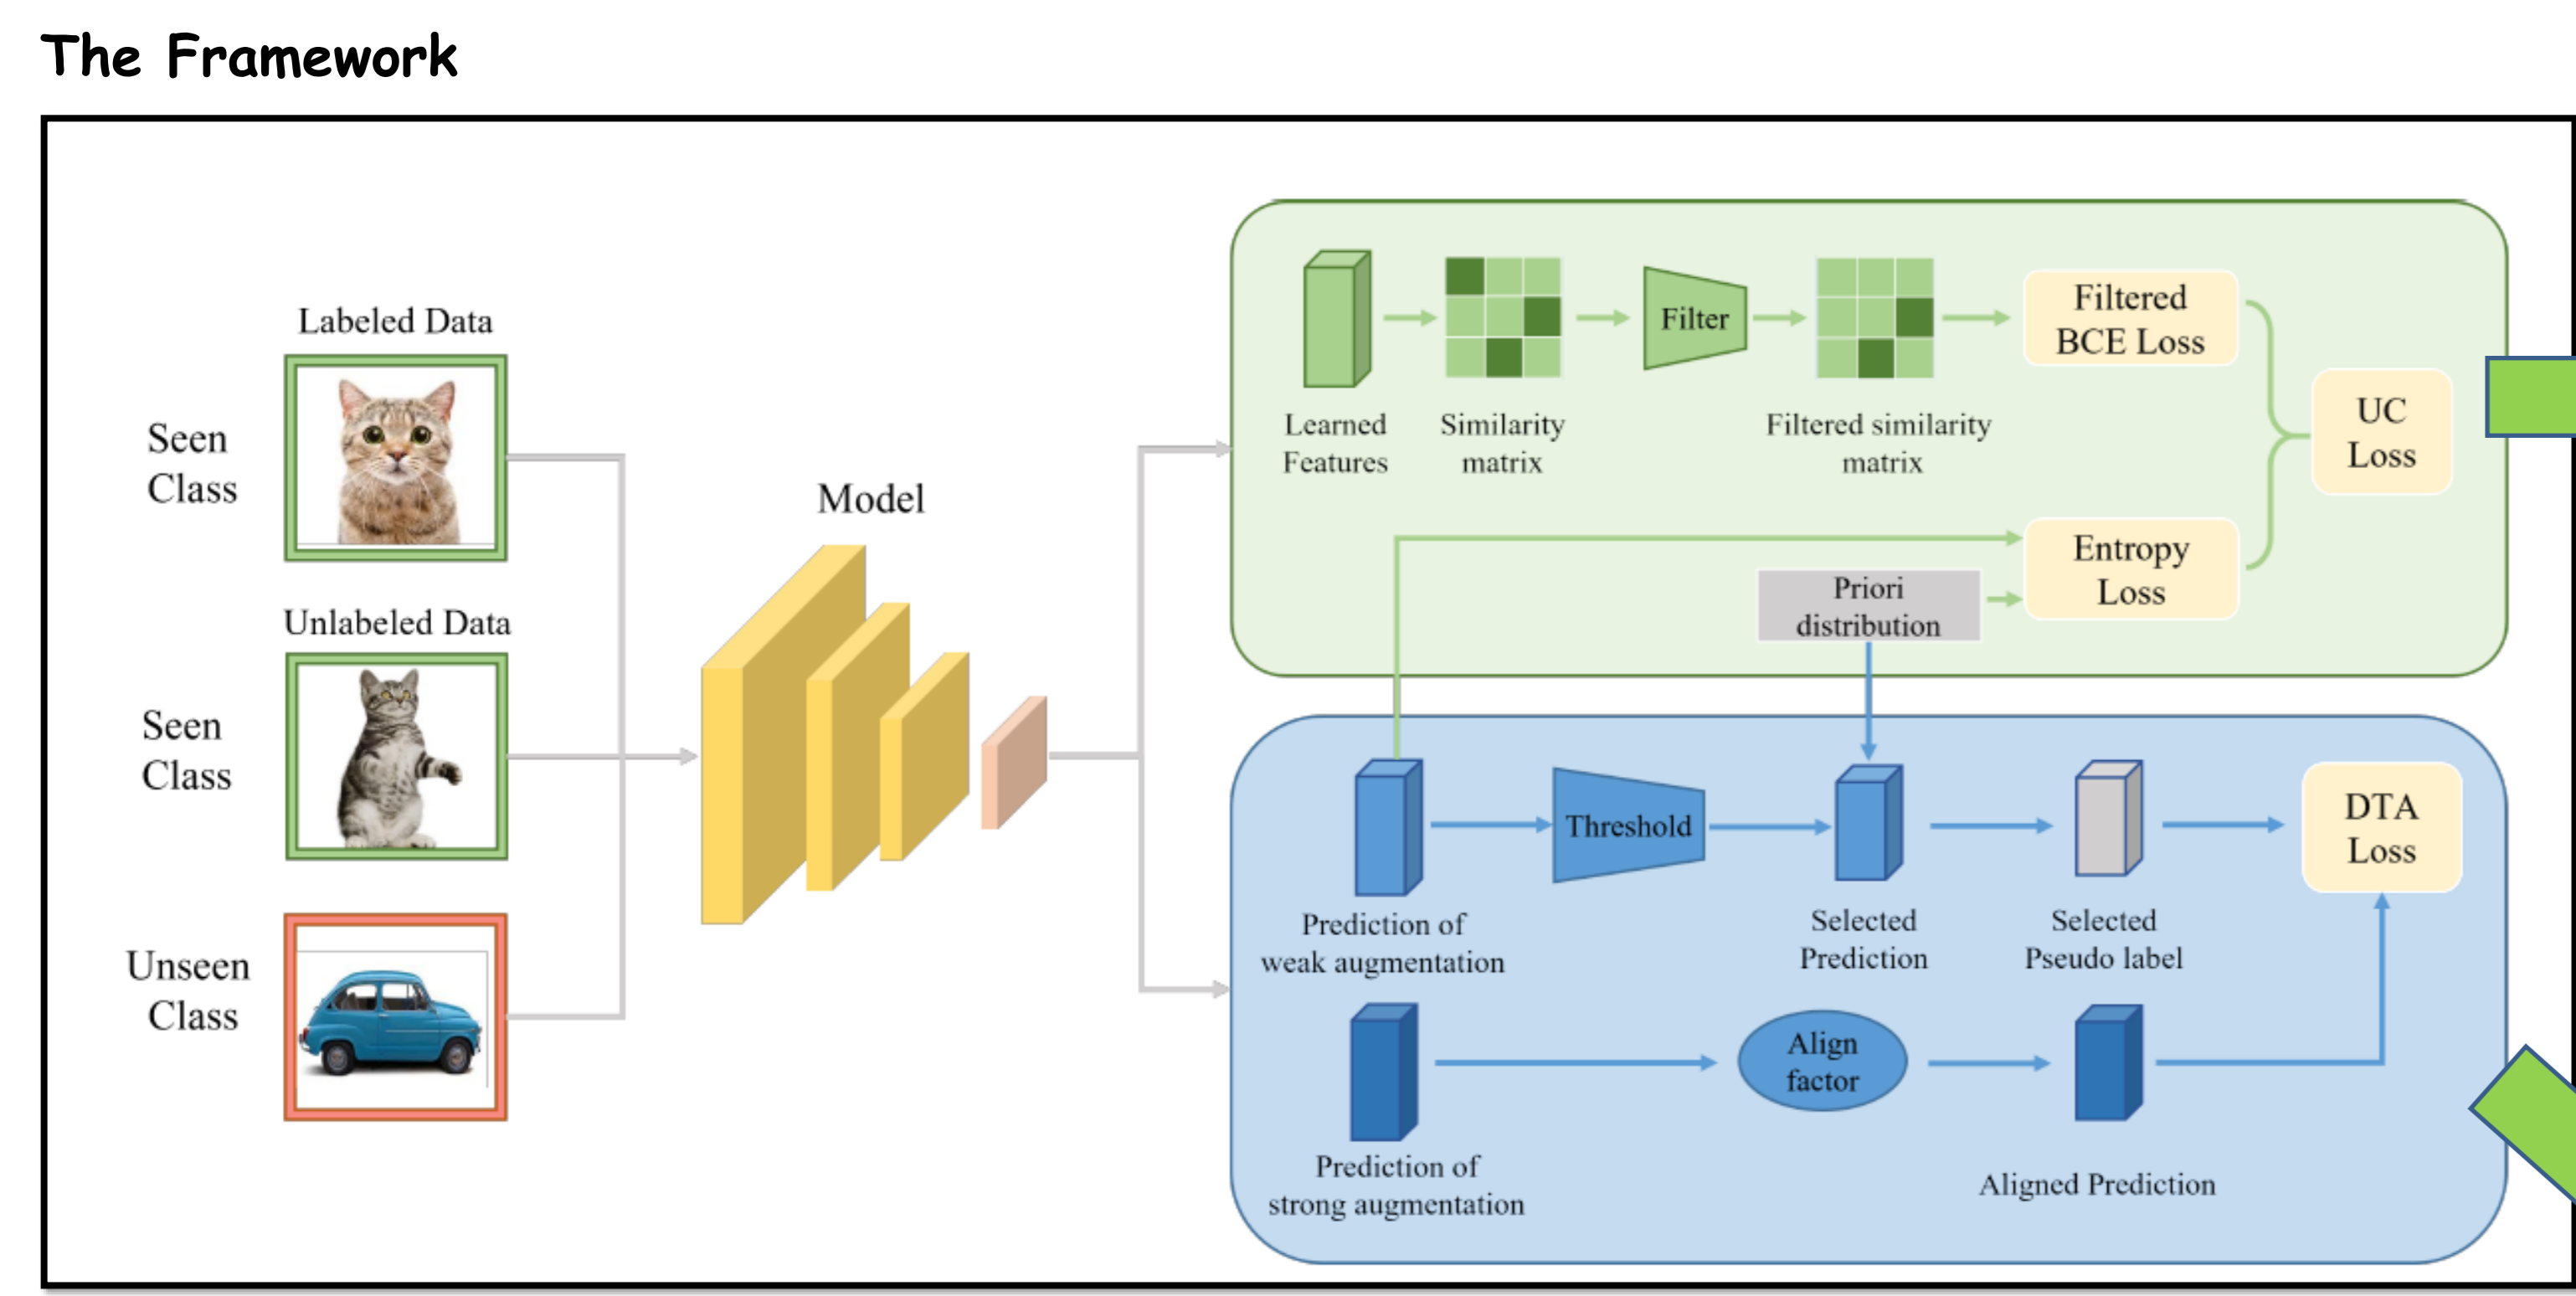 The Framework
Labeled Data
Seen
Class
Unlabeled Data
Seen
Class
Unseen
Class
Model
Learned
Features
Similarity
matrix
Filter
Filtered similarity
matrix
Filtered
BCE Loss
UC
Loss
Entropy
Loss
Priori
distribution
Prediction of
weak augmentation
Threshold
Selected
Prediction
Selected
Pseudo label
DTA
Loss
Prediction of
strong augmentation
Align
factor
Aligned Prediction